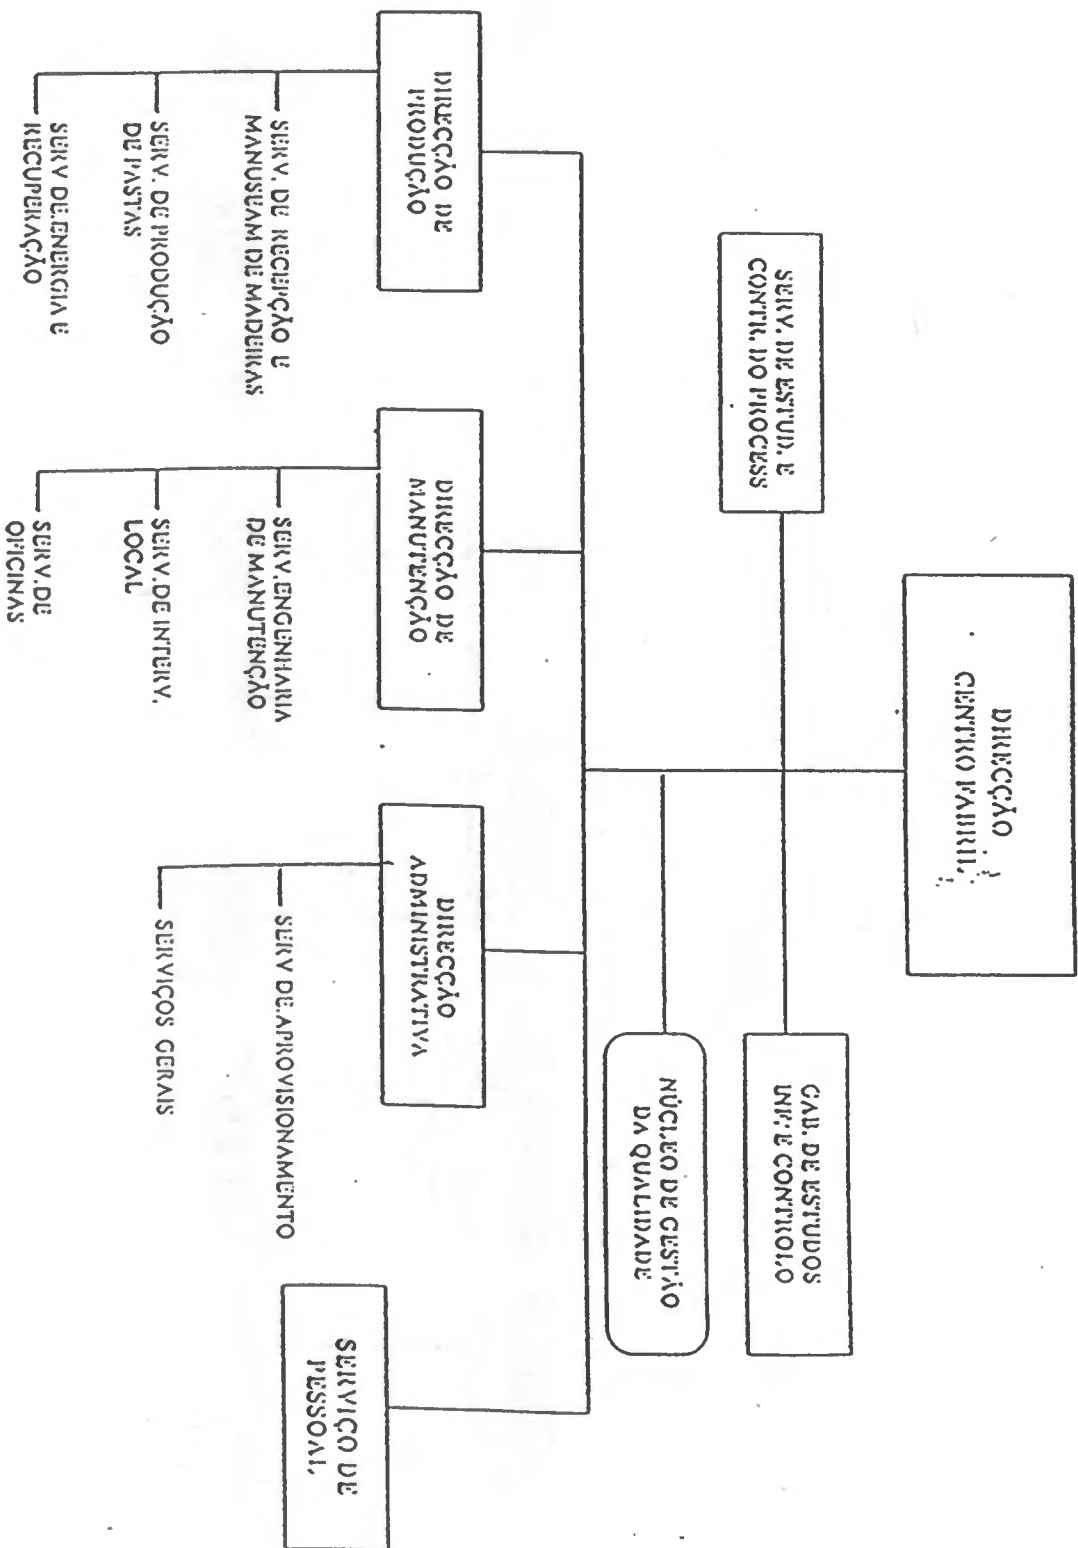 DIRECÇÃO
CENTRO FABRIL
SERV. DE ESTUD. E
CONTR. DO PROCESS
GAB. DE ESTUDOS
INF. E CONTROLO
NÚCLEO DE GESTÃO
DA QUALIDADE
DIRECÇÃO DE
PRODUÇÃO
SERV. DE RECEPÇÃO E
MANUSEAM DE MADEIRAS
SERV. DE PRODUÇÃO
DE PASTAS
SERV DE.ENERGIA E
RECUPERAÇÃO
DIRECÇÃO DE
MANUTENÇÃO
SERV.ENGENHARIA
DE MANUTENÇÃO
SERV.DE INTERV.
LOCAL
SERV.DE
OFICINAS
DIRECÇÃO
ADMINISTRATIVA
SERV DE.APROVISIONAMENTO
SERVIÇOS GERAIS
SERVIÇO DE
PESSOAL